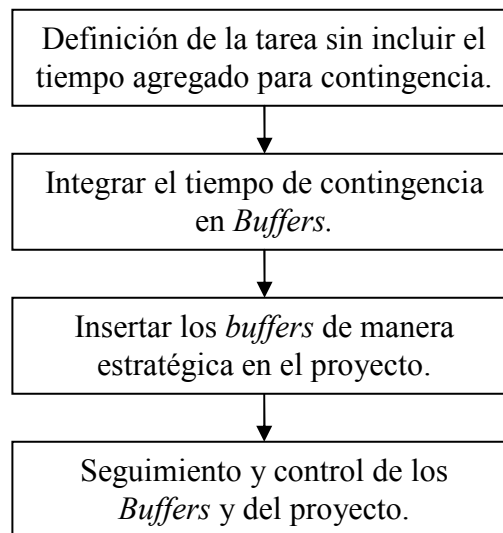 Definición de la tarea sin incluir el
tiempo agregado para contingencia.
Integrar el tiempo de contingencia
en Buffers.
Insertar los buffers de manera
estratégica en el proyecto.
Seguimiento y control de los
Buffers y del proyecto.